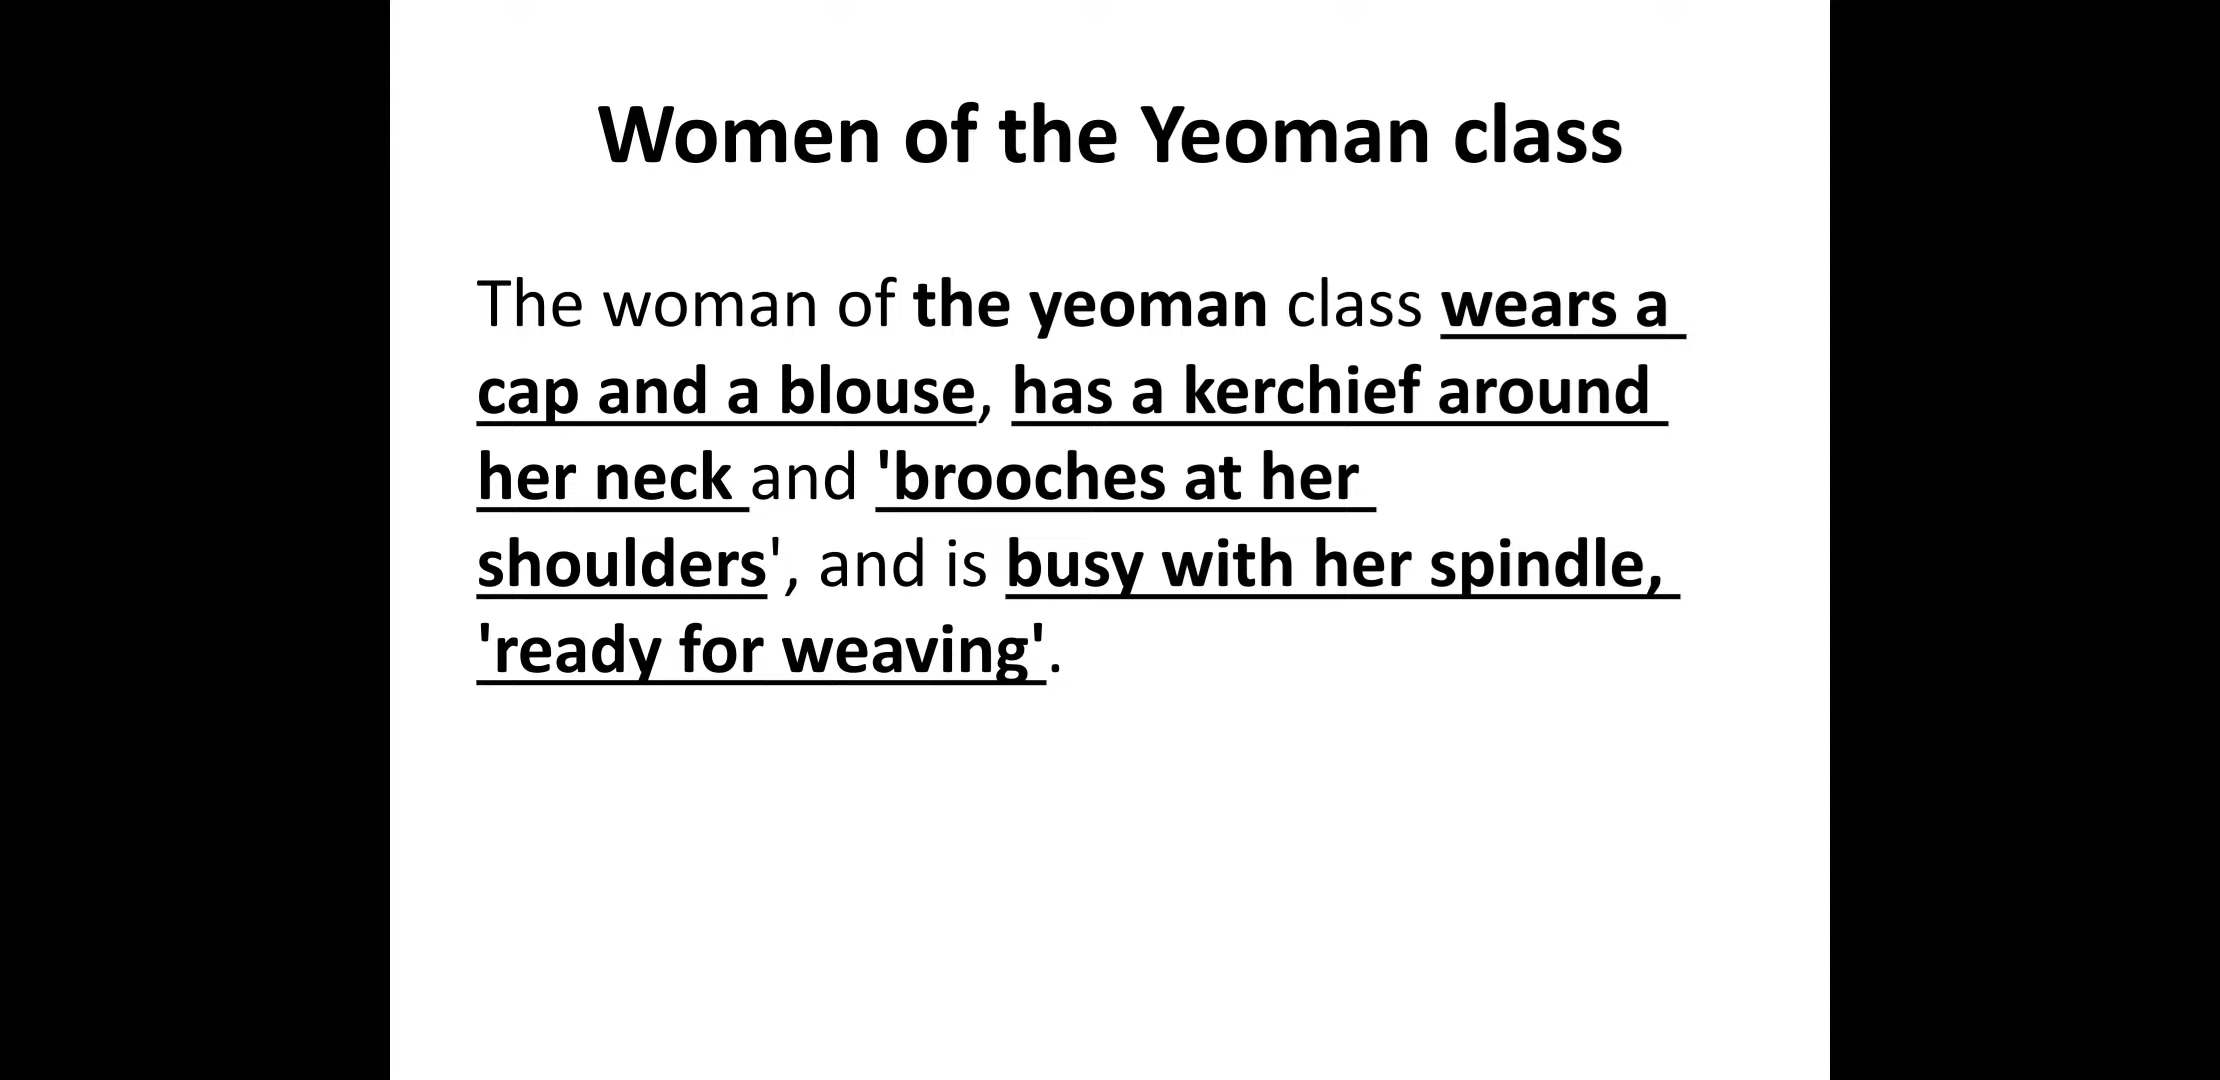 Women of the Yeoman class
The woman of the yeoman class wears a
cap and a blouse, has a kerchief around
her neck and 'brooches at her
shoulders', and is busy with her spindle,
'ready for weaving'.